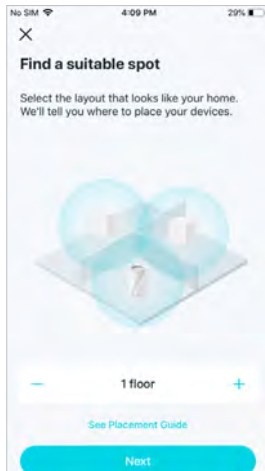 No SIM 4:09 PM 29%
Find a suitable spot
Select the layout that looks like your home.
We'll tell you where to place your devices.
1 floor
See Placement Guide
Next